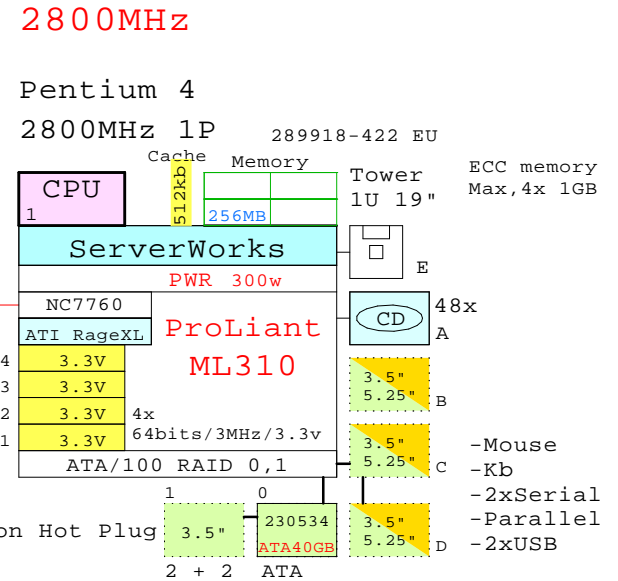 2800MHz
Pentium 4
2800MHz 1P
289918-422 EU
Cache
Memory
Tower
1U 19"
ECC memory
Max,4x 1GB
CPU
1
512kb
256MB
ServerWorks
E
PWR 300w
NC7760
ATI RageXL
ProLiant
ML310
CD
48x
A
4 3.3V
3 3.3V
2 3.3V
1 3.3V
4x
64bits/3MHz/3.3v
3.5"
5.25"
B
3.5"
5.25"
C
ATA/100 RAID 0,1
-Mouse
-Kb
-2xSerial
-Parallel
-2xUSB
1
0
on Hot Plug
3.5"
230534
ATA40GB
3.5"
5.25"
D
2 + 2
ATA